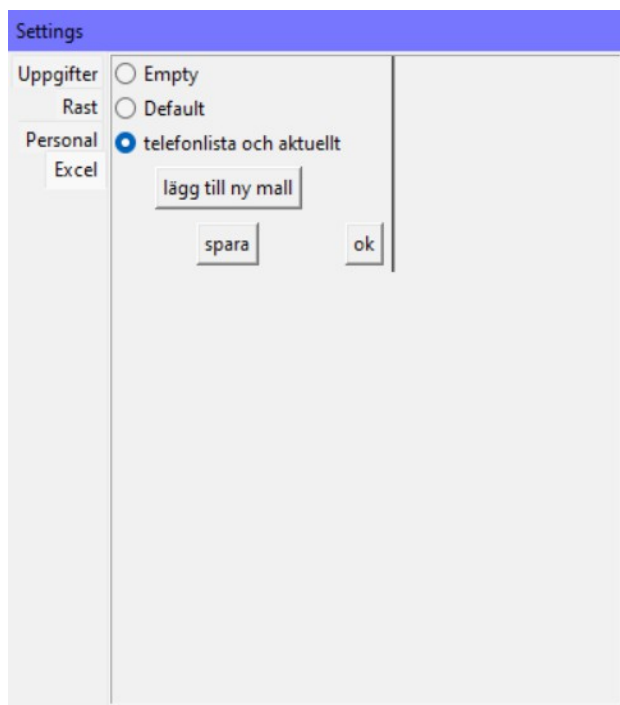 Settings
Uppgifter
Rast
Personal
Excel
Empty
Default
telefonlista och aktuellt
lägg till ny mall
spara ok